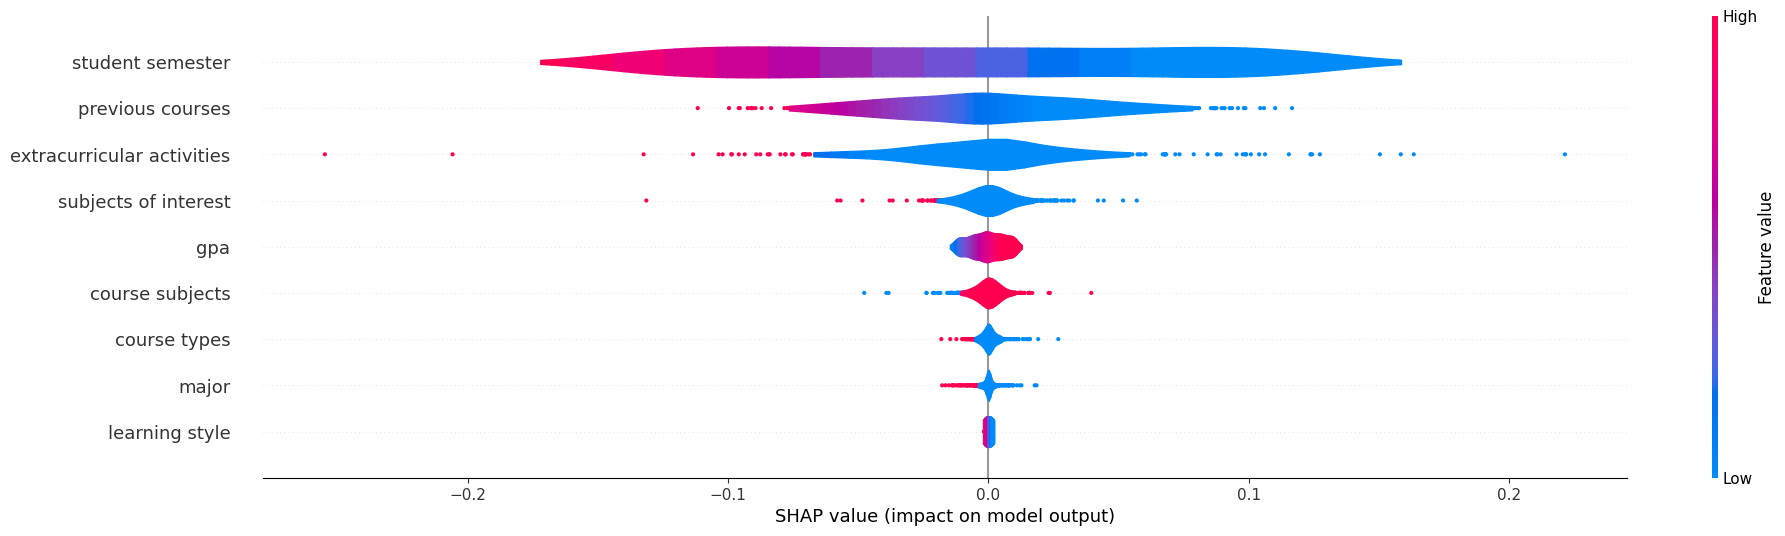 High
student semester
previous courses
extracurricular activities
subjects of interest
gpa
course subjects
course types
major
learning style
Feature value
Low
−0.2 −0.1 0.0 0.1 0.2
SHAP value (impact on model output)